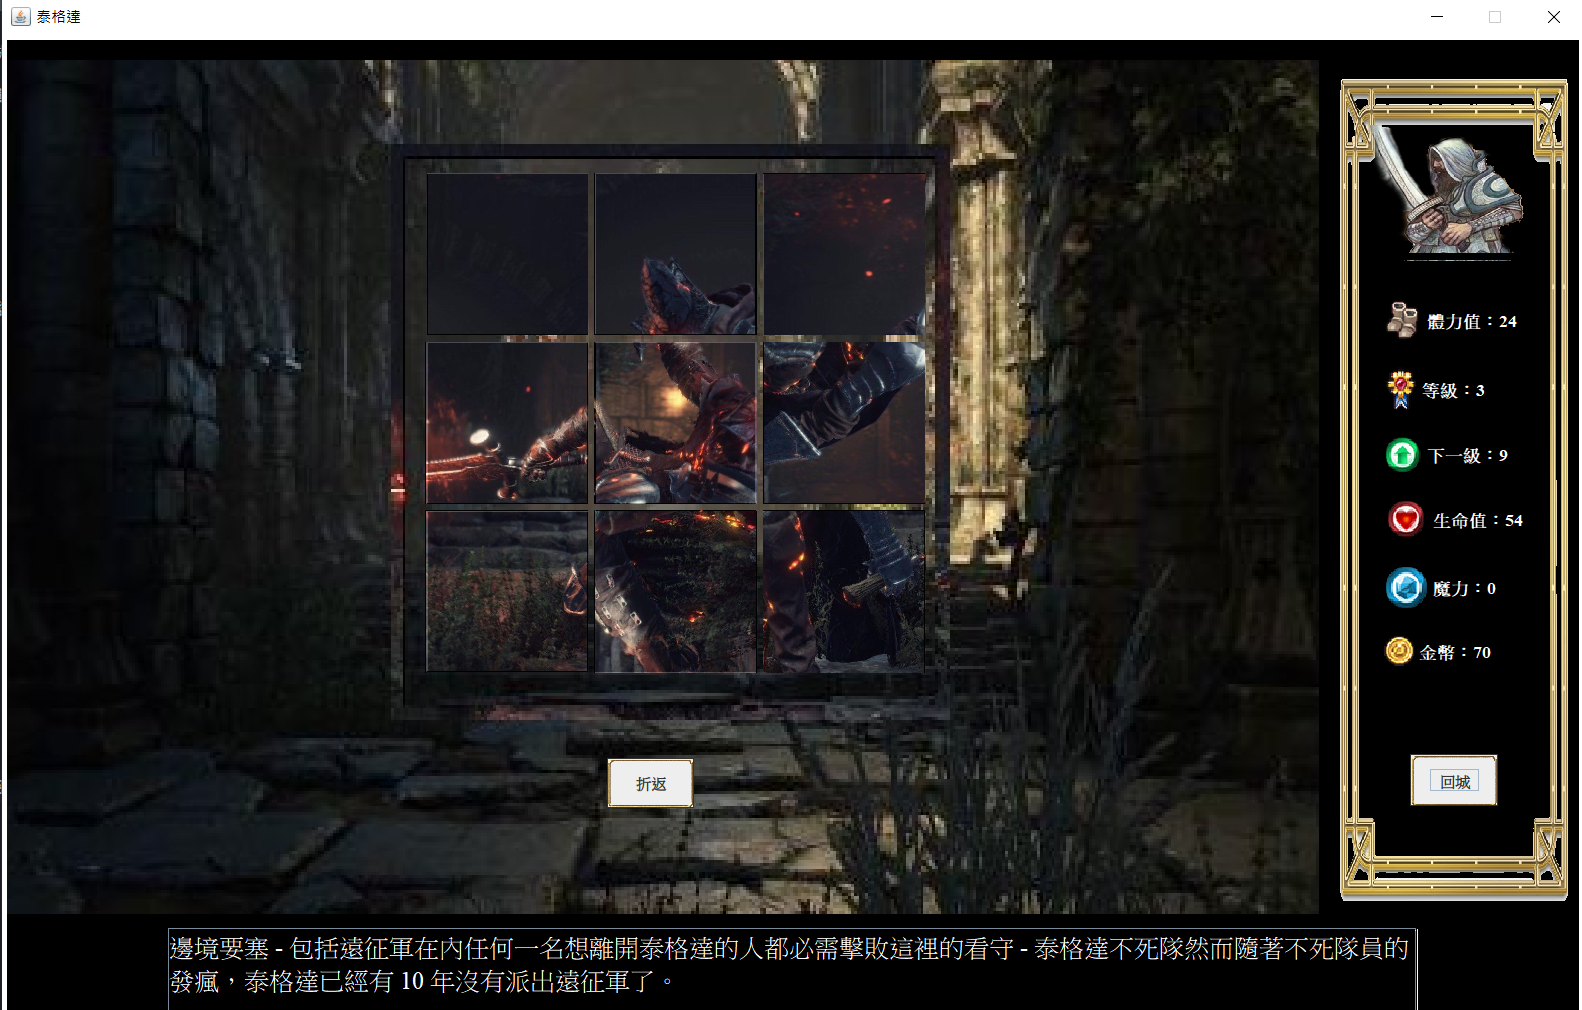 泰格達
體力值：24
等級：3
下一級：9
生命值：54
魔力：0
金幣：70
折返
回城
邊境要塞 - 包括遠征軍在內任何一名想離開泰格達的人都必需擊敗這裡的看守 - 泰格達不死隊然而隨著不死隊員的
發瘋，泰格達已經有 10 年沒有派出遠征軍了。